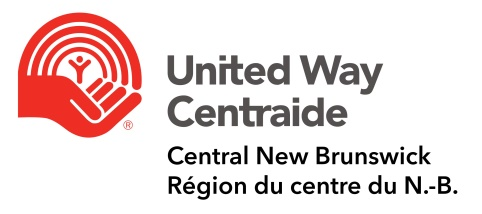 United Way
Centraide
®
Central New Brunswick
Région du centre du N.-B.